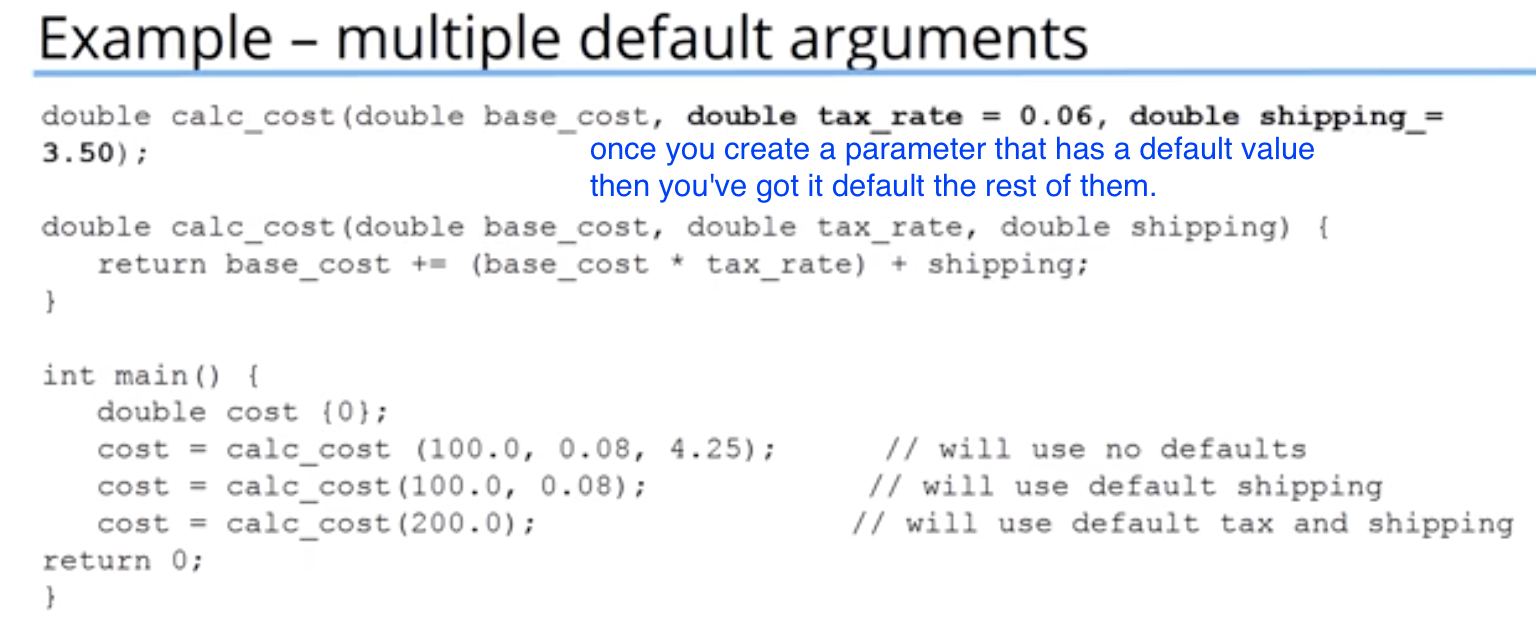 Example – multiple default arguments
double calc_cost(double base_cost, double tax_rate = 0.06, double shipping_=
3.50);
once you create a parameter that has a default value
then you've got it default the rest of them.
double calc_cost(double base_cost, double tax_rate, double shipping) {
return base_cost += (base_cost * tax_rate) + shipping;
}
int main() {
double cost {0};
cost = calc_cost (100.0, 0.08, 4.25); // will use no defaults
cost = calc_cost(100.0, 0.08); // will use default shipping
cost = calc_cost(200.0); // will use default tax and shipping
return 0;
}